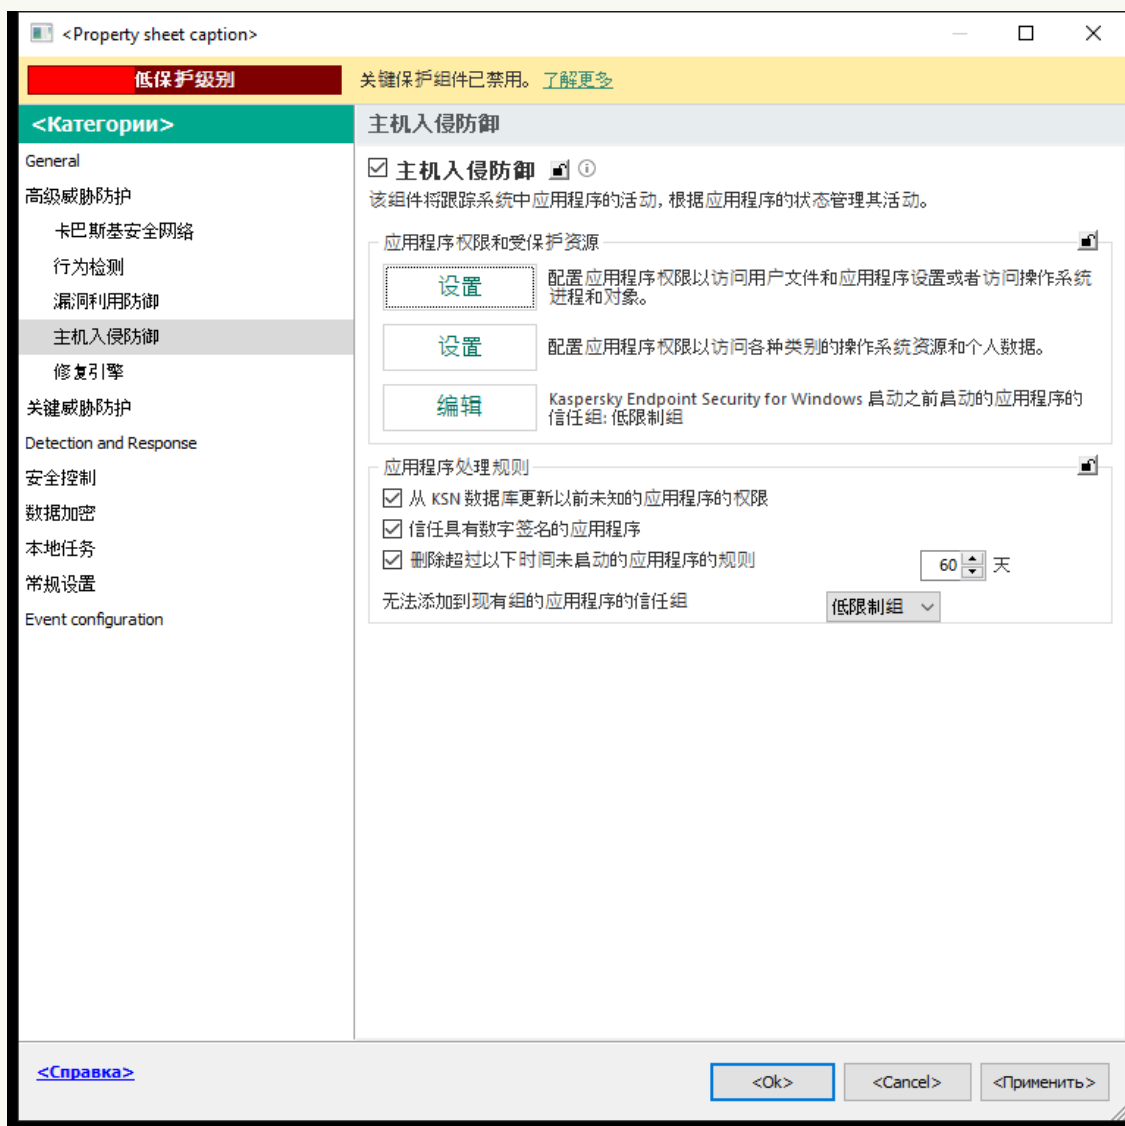 <Property sheet caption>
低保护级别
关键保护组件已禁用。 了解更多
<Категории>
General
高级威胁防护
卡巴斯基安全网络
行为检测
漏洞利用防御
主机入侵防御
修复引擎
关键威胁防护
Detection and Response
安全控制
数据加密
本地任务
常规设置
Event configuration
主机入侵防御
主机入侵防御
该组件将跟踪系统中应用程序的活动, 根据应用程序的状态管理其活动。
应用程序权限和受保护资源
设置
配置应用程序权限以访问用户文件和应用程序设置或者访问操作系统
进程和对象。
设置
配置应用程序权限以访问各种类别的操作系统资源和个人数据。
编辑
Kaspersky Endpoint Security for Windows 启动之前启动的应用程序的
信任组: 低限制组
应用程序处理规则
从 KSN 数据库更新以前未知的应用程序的权限
信任具有数字签名的应用程序
删除超过以下时间未启动的应用程序的规则 60 天
无法添加到现有组的应用程序的信任组 低限制组
<Справка>
<Ok> <Cancel> <Применить>